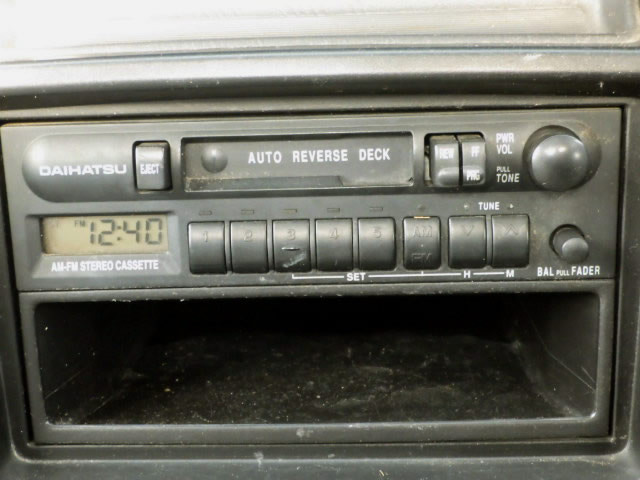 DAIHATSU EJECT AUTO REVERSE DECK REW FF PWR
VOL
PRG PULL
TONE
PM 12:40 1 2 3 4 5 AM TUNE
AM-FM STEREO CASSETTE SET H M BAL PULL FADER